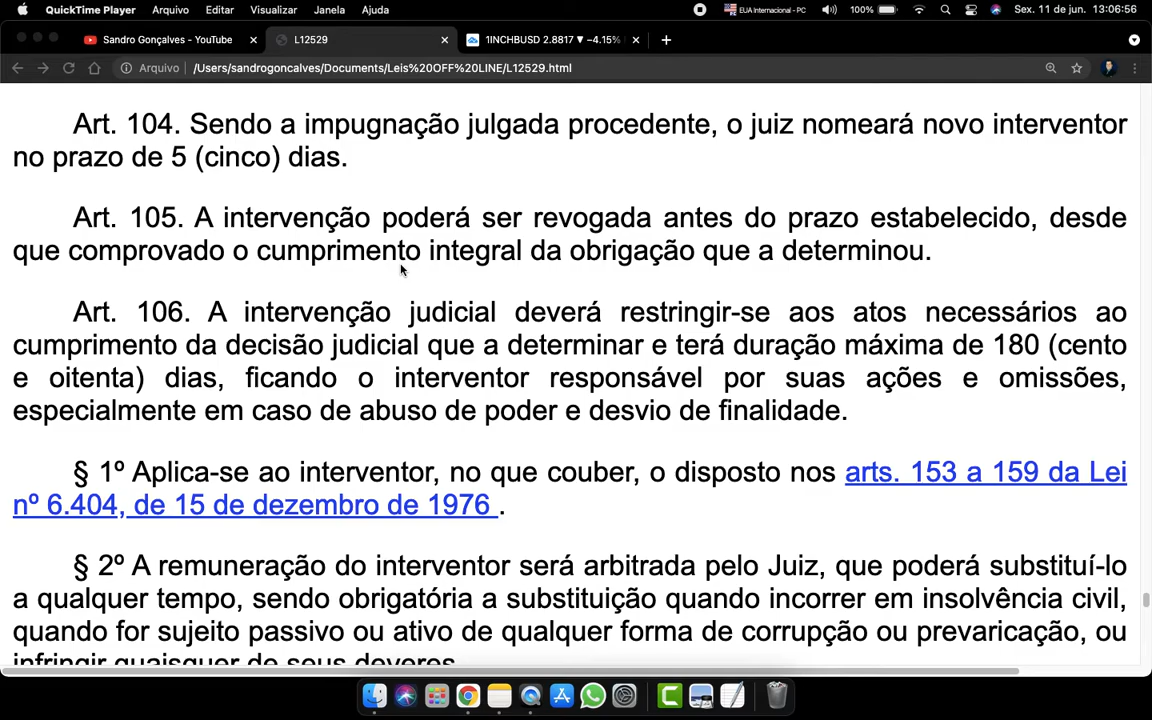 QuickTime Player Arquivo Editar Visualizar Janela Ajuda EUA Internacional - PC 100% Sex. 11 de jun. 13:06:56
Sandro Gonçalves - YouTube L12529 1INCHBUSD 2.8817 ▼ −4.15%
Arquivo /Users/sandrogoncalves/Documents/Leis%20OFF%20LINE/L12529.html
Art. 104. Sendo a impugnação julgada procedente, o juiz nomeará novo interventor
no prazo de 5 (cinco) dias.
Art. 105. A intervenção poderá ser revogada antes do prazo estabelecido, desde
que comprovado o cumprimento integral da obrigação que a determinou.
Art. 106. A intervenção judicial deverá restringir-se aos atos necessários ao
cumprimento da decisão judicial que a determinar e terá duração máxima de 180 (cento
e oitenta) dias, ficando o interventor responsável por suas ações e omissões,
especialmente em caso de abuso de poder e desvio de finalidade.
§ 1º Aplica-se ao interventor, no que couber, o disposto nos arts. 153 a 159 da Lei
nº 6.404, de 15 de dezembro de 1976 .
§ 2º A remuneração do interventor será arbitrada pelo Juiz, que poderá substituí-lo
a qualquer tempo, sendo obrigatória a substituição quando incorrer em insolvência civil,
quando for sujeito passivo ou ativo de qualquer forma de corrupção ou prevaricação, ou
infringir quaisquer de seus deveres.